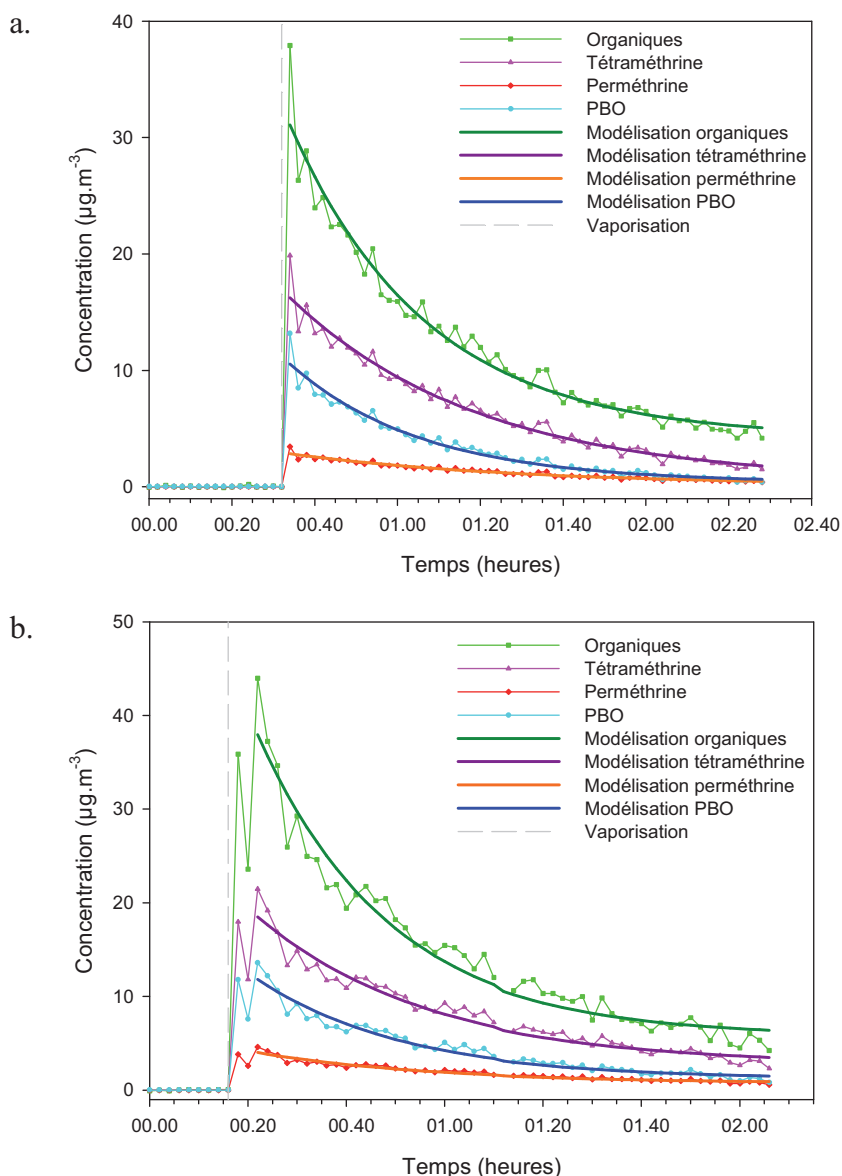 a.
40
30
20
10
0
Concentration (µg.m-3)
Organiques
Tétraméthrine
Perméthrine
PBO
Modélisation organiques
Modélisation tétraméthrine
Modélisation perméthrine
Modélisation PBO
Vaporisation
00.00 00.20 00.40 01.00 01.20 01.40 02.00 02.20 02.40
Temps (heures)
b.
50
40
30
20
10
0
Concentration (µg.m-3)
Organiques
Tétraméthrine
Perméthrine
PBO
Modélisation organiques
Modélisation tétraméthrine
Modélisation perméthrine
Modélisation PBO
Vaporisation
00.00 00.20 00.40 01.00 01.20 01.40 02.00
Temps (heures)